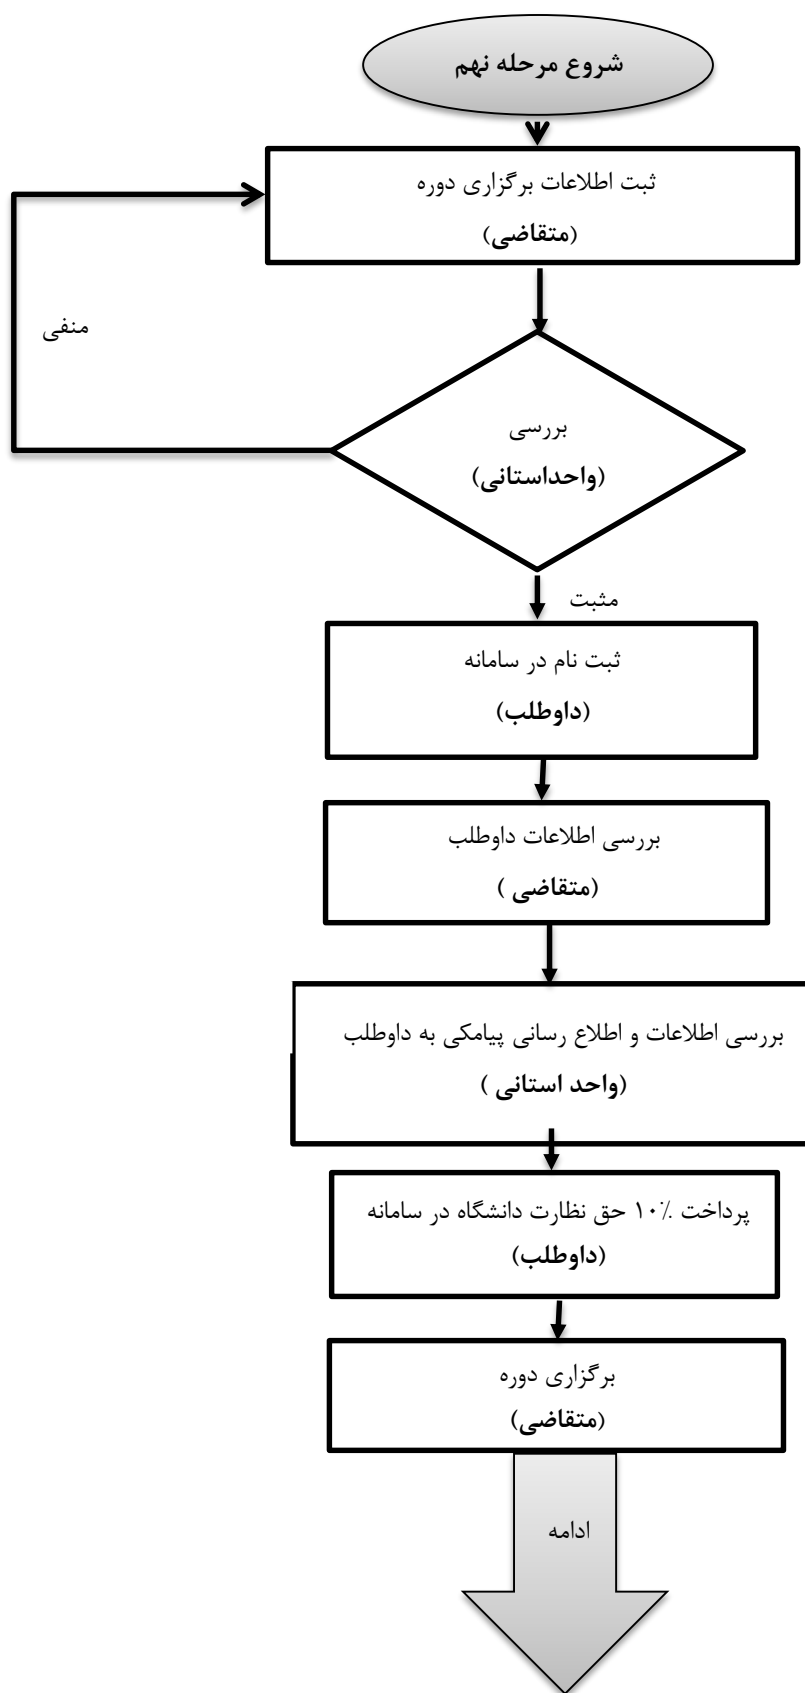 شروع مرحله نهم
ثبت اطلاعات برگزاری دوره
(متقاضی)
منفی
بررسی
(واحداستانی)
مثبت
ثبت نام در سامانه
(داوطلب)
بررسی اطلاعات داوطلب
(متقاضی )
بررسی اطلاعات و اطلاع رسانی پیامکی به داوطلب
(واحد استانی )
پرداخت ۱۰٪ حق نظارت دانشگاه در سامانه
(داوطلب)
برگزاری دوره
(متقاضی)
ادامه